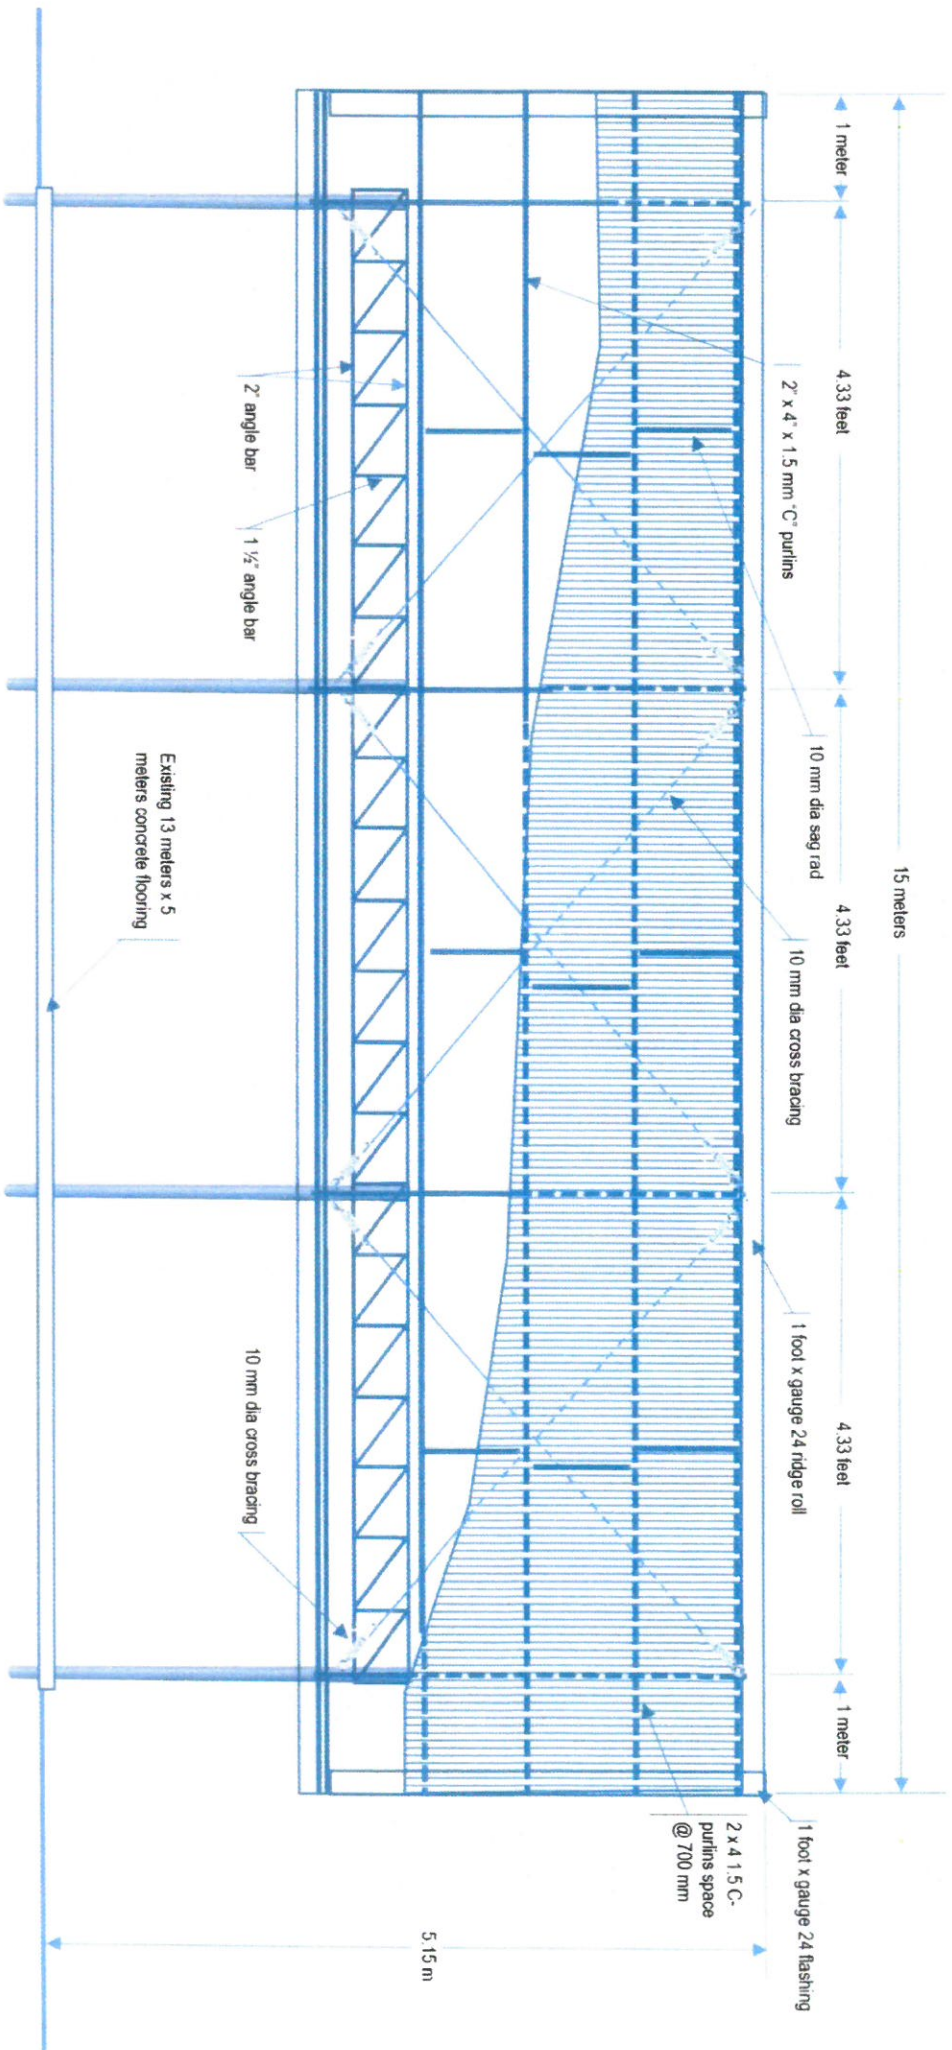 15 meters
1 meter
4.33 feet
4.33 feet
4.33 feet
1 meter
2" x 4" x 1.5 mm "C" purlins
10 mm dia sag rad
10 mm dia cross bracing
1 foot x gauge 24 ridge roll
1 foot x gauge 24 flashing
2 x 4 1.5 C-
purlins space
@ 700 mm
5.15 m
2" angle bar
1 ½" angle bar
10 mm dia cross bracing
Existing 13 meters x 5
meters concrete flooring